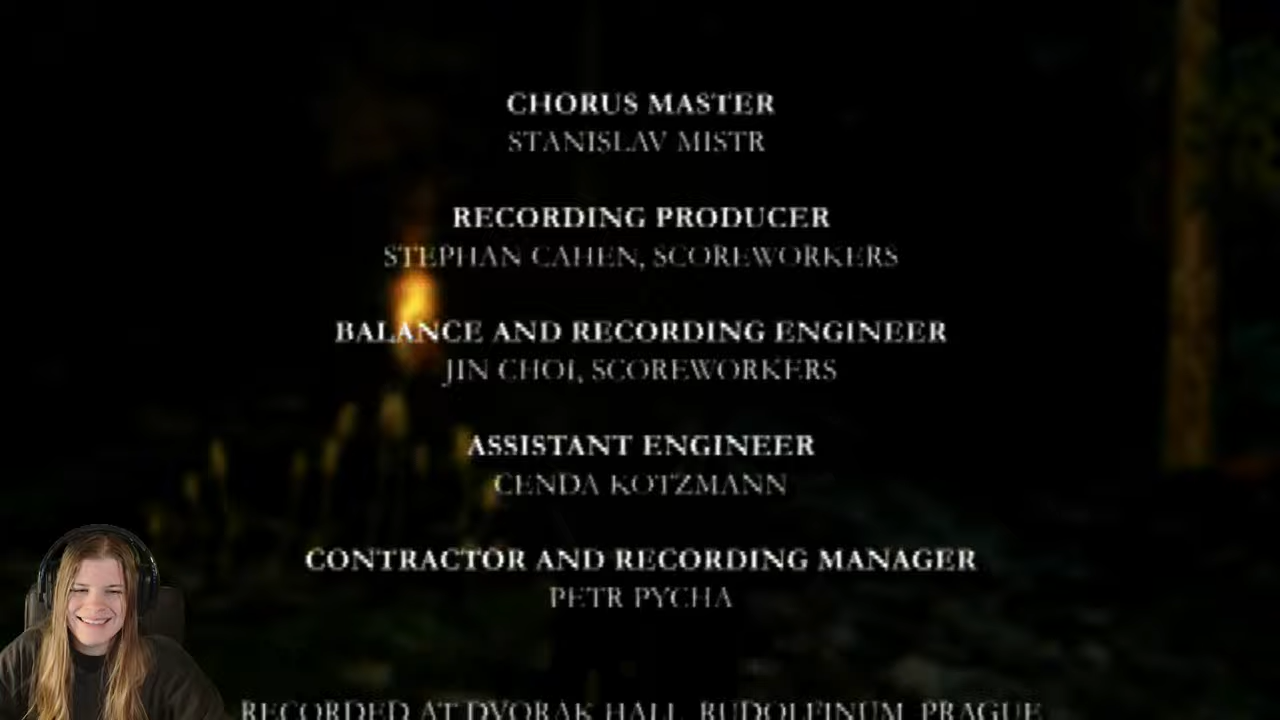 CHORUS MASTER
STANISLAV MISTR
RECORDING PRODUCER
STEPHAN CAHEN, SCOREWORKERS
BALANCE AND RECORDING ENGINEER
JIN CHOI, SCOREWORKERS
ASSISTANT ENGINEER
CENDA KOTZMANN
CONTRACTOR AND RECORDING MANAGER
PETR PYCHA
RECORDED AT DVORAK HALL, RUDOLFINUM, PRAGUE